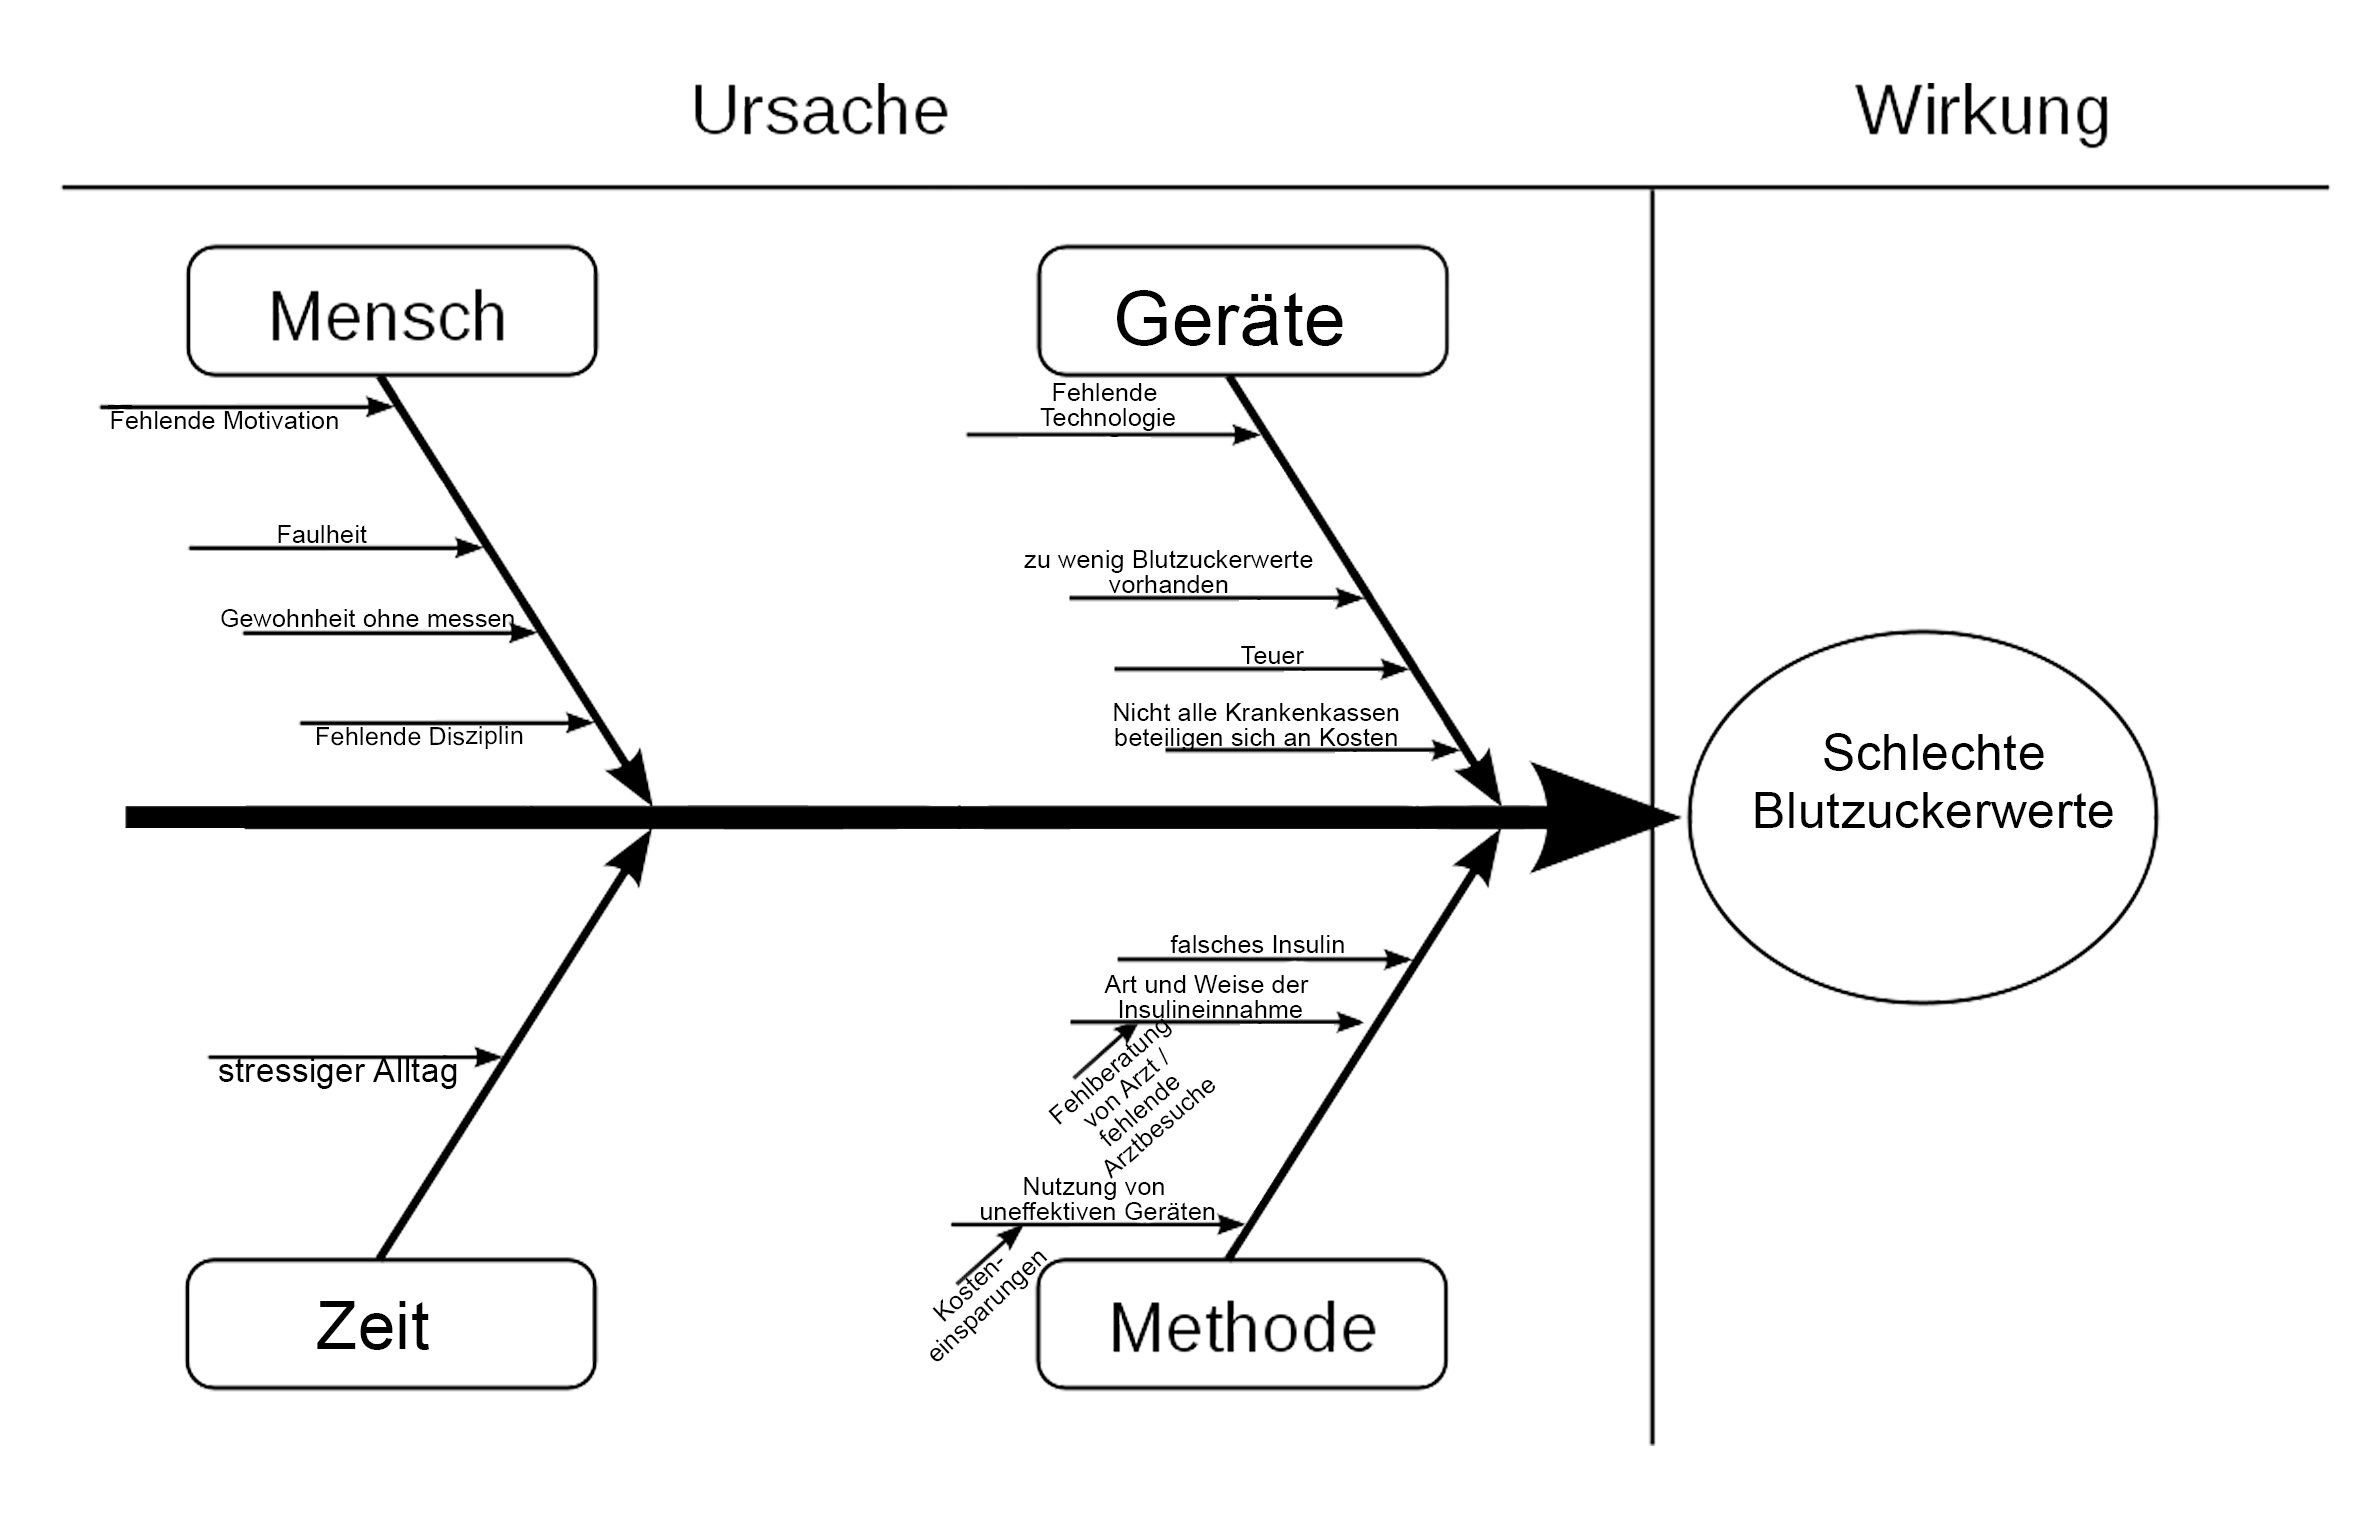 Ursache
Wirkung
Mensch
Fehlende Motivation
Faulheit
Gewohnheit ohne messen
Fehlende Disziplin
Geräte
Fehlende
Technologie
zu wenig Blutzuckerwerte
vorhanden
Teuer
Nicht alle Krankenkassen
beteiligen sich an Kosten
Schlechte
Blutzuckerwerte
stressiger Alltag
Zeit
falsches Insulin
Art und Weise der
Insulineinnahme
Fehlberatung
von Arzt /
fehlende
Arztbesuche
Nutzung von
uneffektiven Geräten
Kosten-
einsparungen
Methode